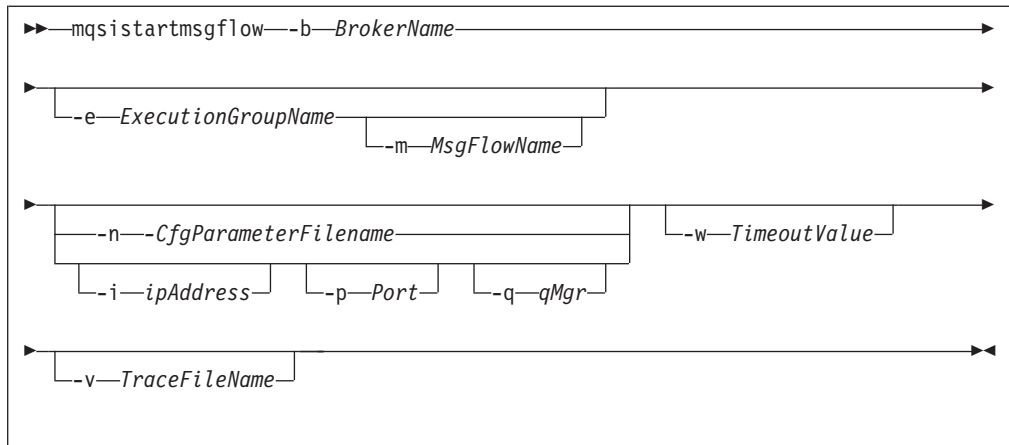 mqsistartmsgflow -b BrokerName
-e ExecutionGroupName
-m MsgFlowName
-n -CfgParameterFilename
-w TimeoutValue
-i ipAddress -p Port -q qMgr
-v TraceFileName